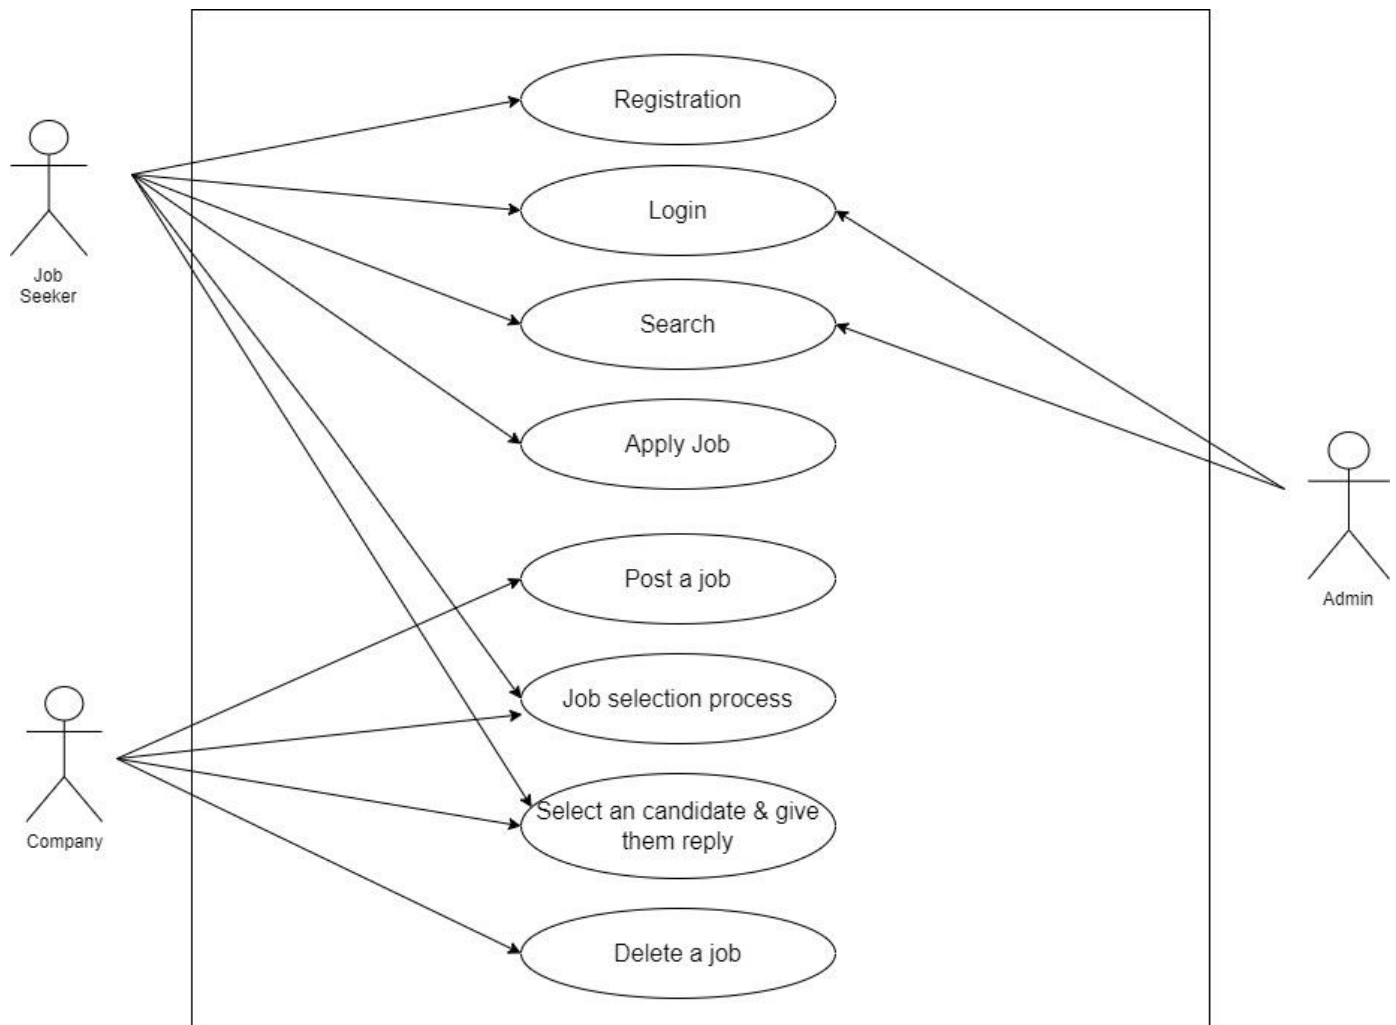 Registration
Login
Job
Seeker
Search
Apply Job
Post a job
Admin
Job selection process
Select an candidate & give
them reply
Company
Delete a job